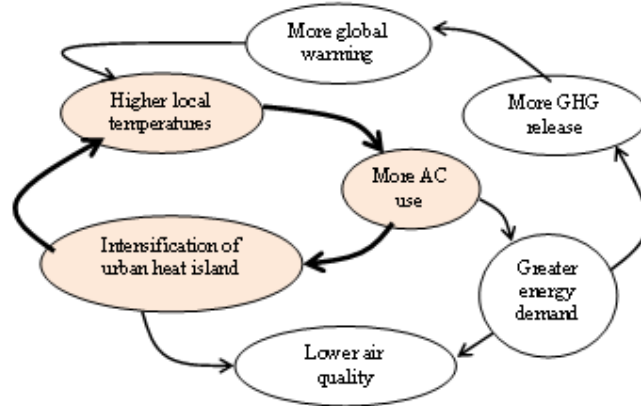 More global
warming
Higher local
temperatures
More GHG
release
More AC
use
Intensification of
urban heat island
Greater
energy
demand
Lower air
quality